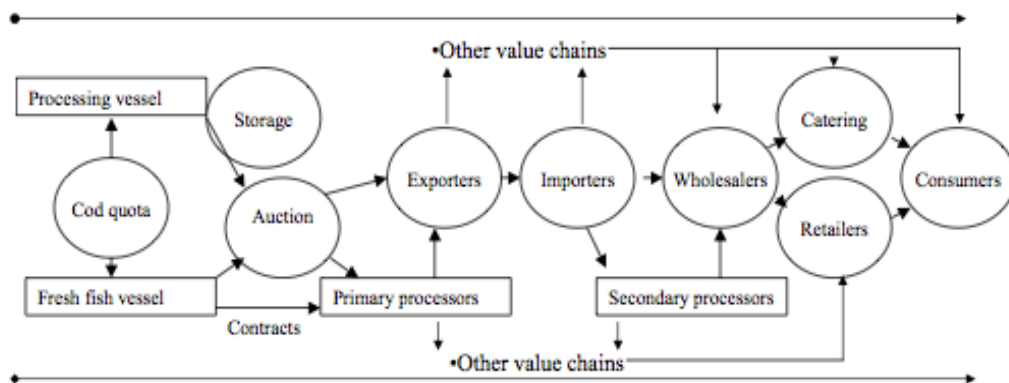 •Other value chains
Processing vessel
Storage
Catering
Cod quota
Auction
Exporters
Importers
Wholesalers
Consumers
Retailers
Fresh fish vessel
Contracts
Primary processors
Secondary processors
•Other value chains